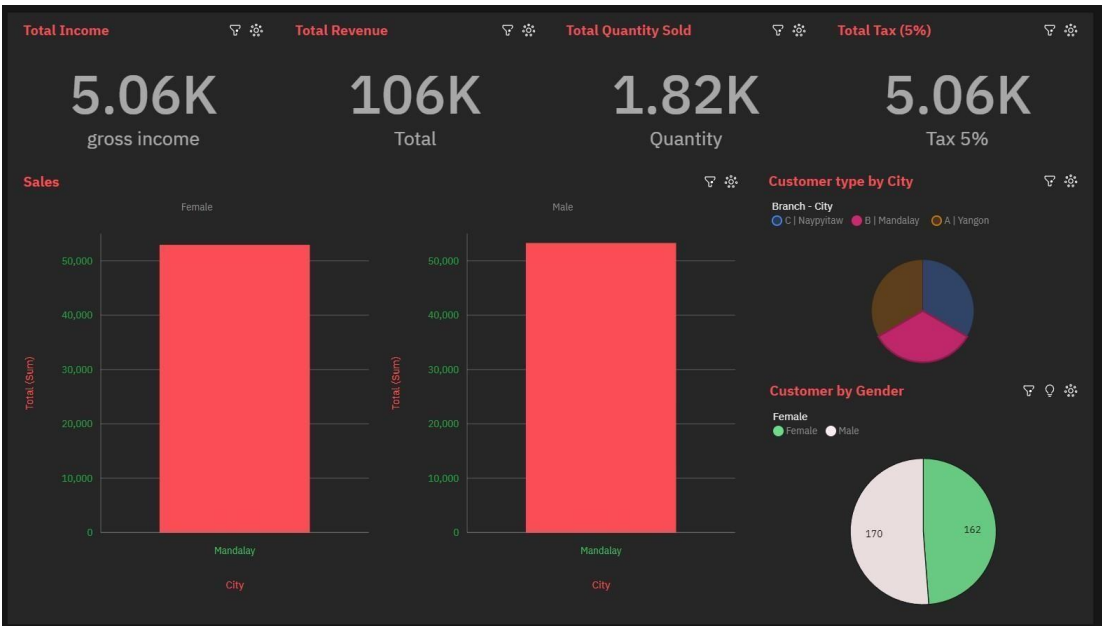 Total Income
Total Revenue
Total Quantity Sold
Total Tax (5%)
5.06K
gross income
106K
Total
1.82K
Quantity
5.06K
Tax 5%
Sales
Female
Total (Sum)
50,000
40,000
30,000
20,000
10,000
0
Mandalay
City
Male
Total (Sum)
50,000
40,000
30,000
20,000
10,000
0
Mandalay
City
Customer type by City
Branch - City
C | Naypyitaw B | Mandalay A | Yangon
Customer by Gender
Female
Female Male
170
162